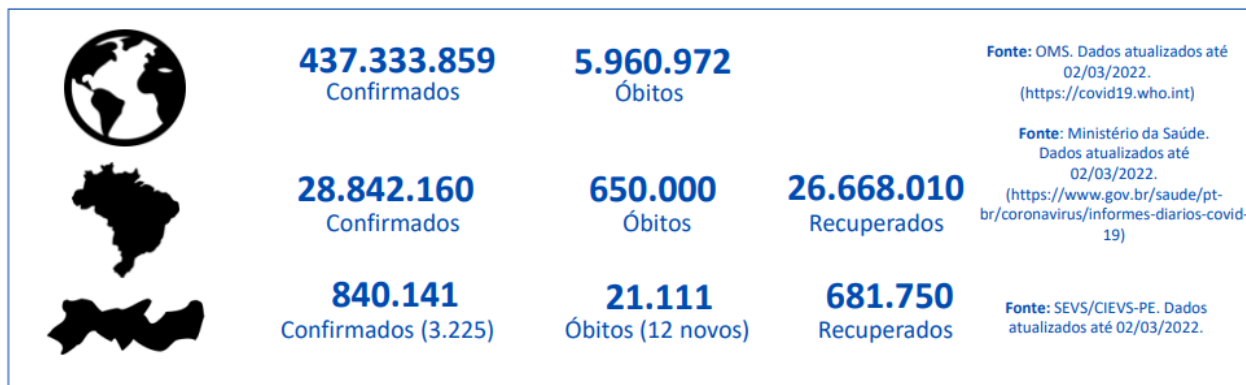 437.333.859
Confirmados
5.960.972
Óbitos
Fonte: OMS. Dados atualizados até
02/03/2022.
(https://covid19.who.int)
28.842.160
Confirmados
650.000
Óbitos
26.668.010
Recuperados
Fonte: Ministério da Saúde.
Dados atualizados até
02/03/2022.
(https://www.gov.br/saude/pt-
br/coronavirus/informes-diarios-covid-
19)
840.141
Confirmados (3.225)
21.111
Óbitos (12 novos)
681.750
Recuperados
Fonte: SEVS/CIEVS-PE. Dados
atualizados até 02/03/2022.